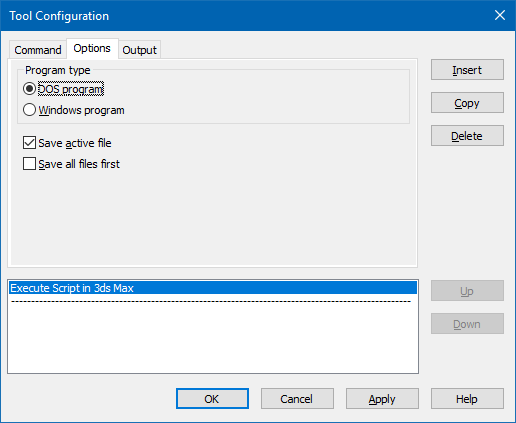 Tool Configuration
Command Options Output
Program type
DOS program
Windows program
Save active file
Save all files first
Insert
Copy
Delete
Execute Script in 3ds Max
Up
Down
OK Cancel Apply Help